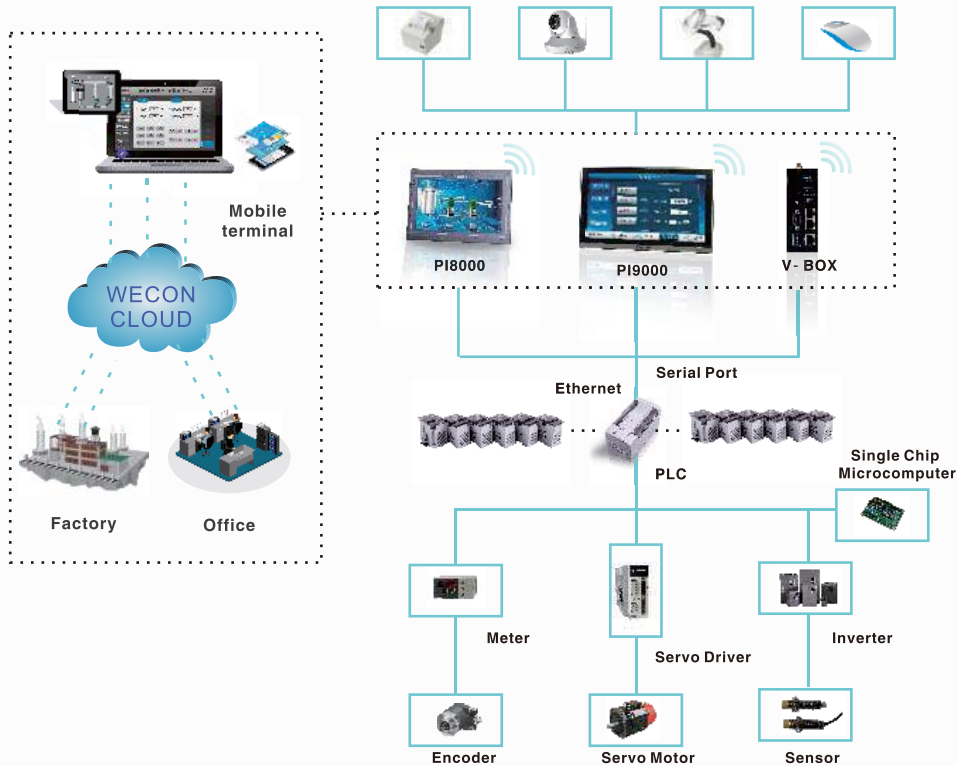 Mobile
terminal
WECON
CLOUD
Factory
Office
PI8000
PI9000
V- BOX
Serial Port
Ethernet
PLC
Single Chip
Microcomputer
Meter
Servo Driver
Inverter
Encoder
Servo Motor
Sensor